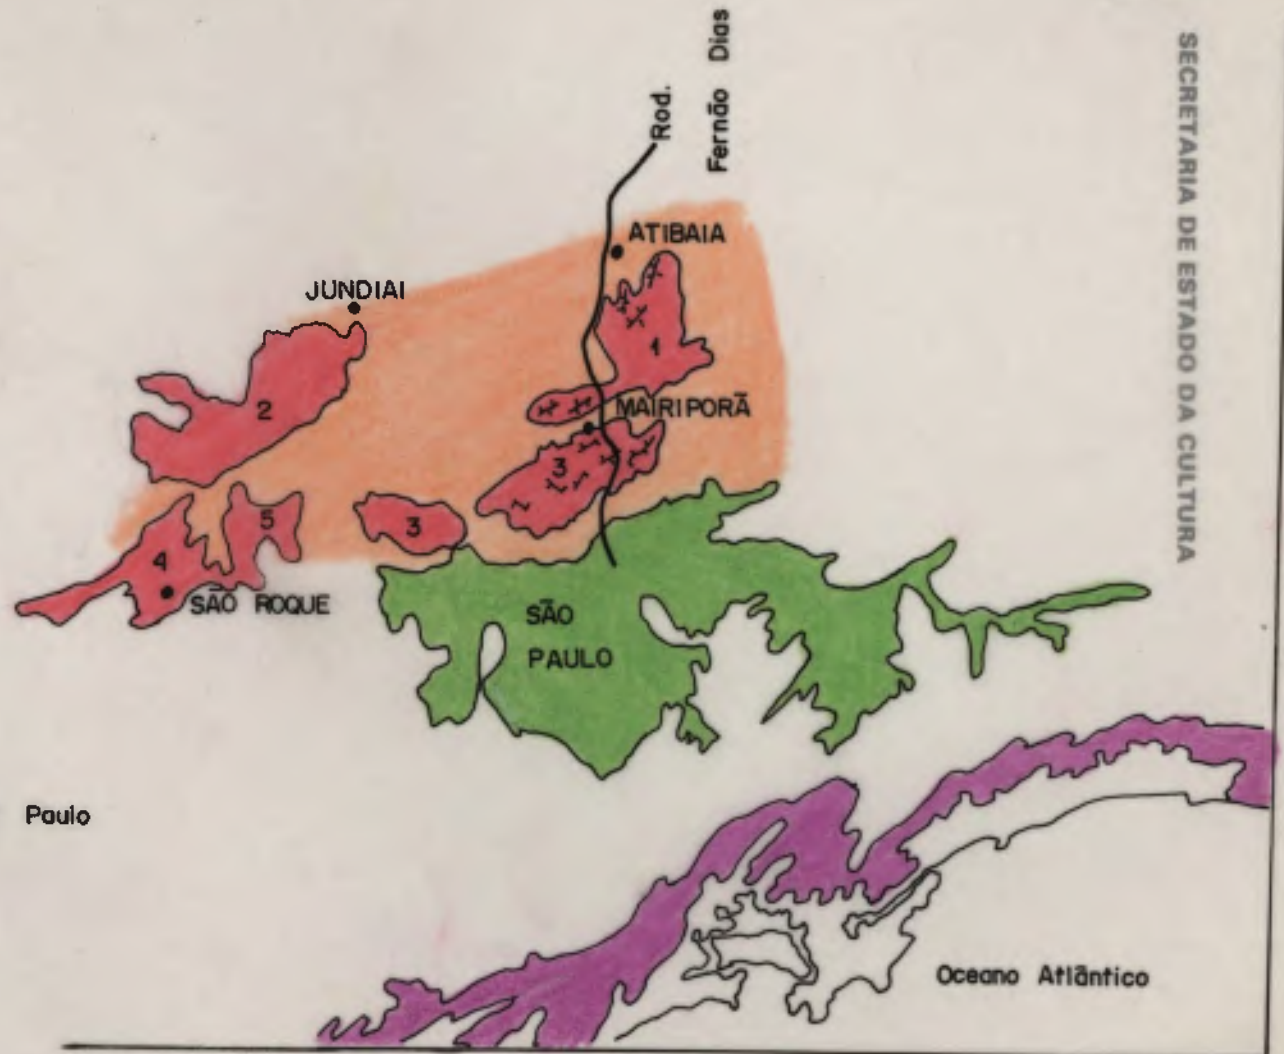 Rod.
Fernão Dias
SECRETARIA DE ESTADO DA CULTURA
ATIBAIA
JUNDIAI
1
2
MAIRIPORÃ
3
5
3
4
SÃO ROQUE
SÃO
PAULO
Paulo
Oceano Atlântico